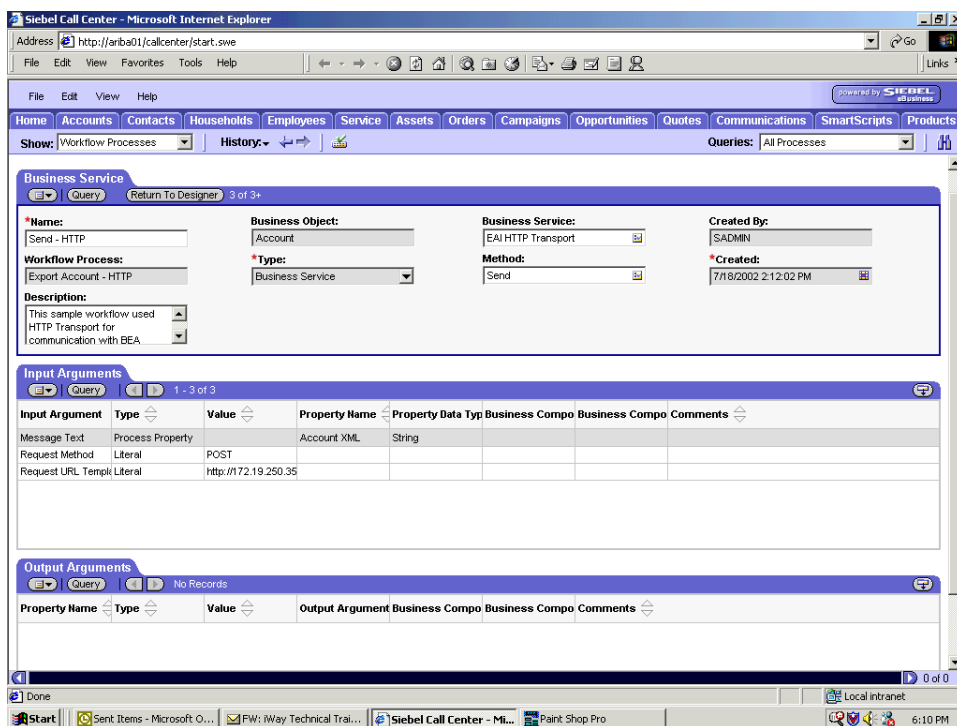 Siebel Call Center - Microsoft Internet Explorer
Address http://ariba01/callcenter/start.swe Go
File Edit View Favorites Tools Help Links
File Edit View Help powered by SIEBEL eBusiness
Home Accounts Contacts Households Employees Service Assets Orders Campaigns Opportunities Quotes Communications SmartScripts Products
Show: Workflow Processes History: Queries: All Processes
Business Service
Query Return To Designer 3 of 3+
*Name: Business Object: Business Service: Created By:
Send - HTTP Account EAI HTTP Transport SADMIN
Workflow Process: *Type: Method: *Created:
Export Account - HTTP Business Service Send 7/18/2002 2:12:02 PM
Description:
This sample workflow used
HTTP Transport for
communication with BEA
Input Arguments
Query 1 - 3 of 3
Input Argument Type Value Property Name Property Data Typ Business Compo Business Compo Comments
Message Text Process Property Account XML String
Request Method Literal POST
Request URL Templa Literal http://172.19.250.35
Output Arguments
Query No Records
Property Name Type Value Output Argument Business Compo Business Compo Comments
0 of 0
Done Local intranet
Start Sent Items - Microsoft O... FW: iWay Technical Trai... Siebel Call Center - Mi... Paint Shop Pro 6:10 PM